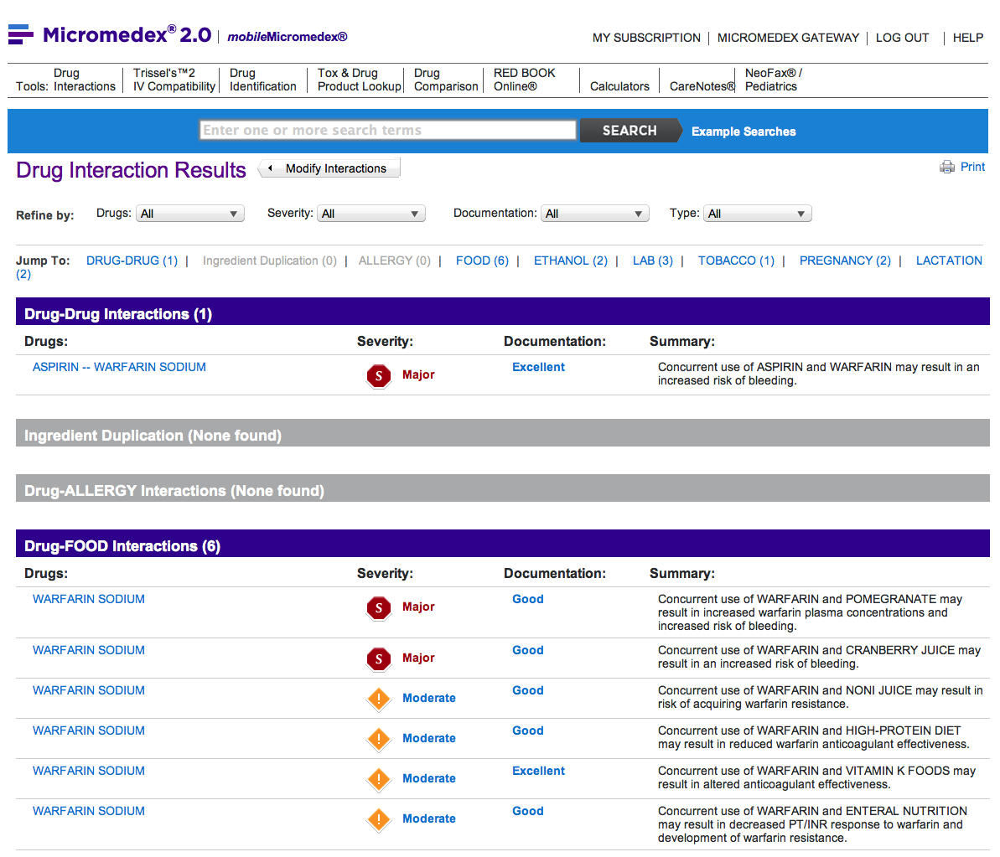 Micromedex® 2.0 | mobileMicromedex®
MY SUBSCRIPTION | MICROMEDEX GATEWAY | LOG OUT | HELP
Tools: Drug Interactions | Trissel's™2 IV Compatibility | Drug Identification | Tox & Drug Product Lookup | Drug Comparison | RED BOOK Online® | Calculators | CareNotes® | NeoFax® / Pediatrics
Enter one or more search terms SEARCH Example Searches
Drug Interaction Results Modify Interactions Print
Refine by: Drugs: All Severity: All Documentation: All Type: All
Jump To: DRUG-DRUG (1) | Ingredient Duplication (0) | ALLERGY (0) | FOOD (6) | ETHANOL (2) | LAB (3) | TOBACCO (1) | PREGNANCY (2) | LACTATION
(2)
Drug-Drug Interactions (1)
Drugs: Severity: Documentation: Summary:
ASPIRIN -- WARFARIN SODIUM S Major Excellent Concurrent use of ASPIRIN and WARFARIN may result in an
increased risk of bleeding.
Ingredient Duplication (None found)
Drug-ALLERGY Interactions (None found)
Drug-FOOD Interactions (6)
Drugs: Severity: Documentation: Summary:
WARFARIN SODIUM S Major Good Concurrent use of WARFARIN and POMEGRANATE may
result in increased warfarin plasma concentrations and
increased risk of bleeding.
WARFARIN SODIUM S Major Good Concurrent use of WARFARIN and CRANBERRY JUICE may
result in an increased risk of bleeding.
WARFARIN SODIUM ! Moderate Good Concurrent use of WARFARIN and NONI JUICE may result in
risk of acquiring warfarin resistance.
WARFARIN SODIUM ! Moderate Good Concurrent use of WARFARIN and HIGH-PROTEIN DIET
may result in reduced warfarin anticoagulant effectiveness.
WARFARIN SODIUM ! Moderate Excellent Concurrent use of WARFARIN and VITAMIN K FOODS may
result in altered anticoagulant effectiveness.
WARFARIN SODIUM ! Moderate Good Concurrent use of WARFARIN and ENTERAL NUTRITION
may result in decreased PT/INR response to warfarin and
development of warfarin resistance.